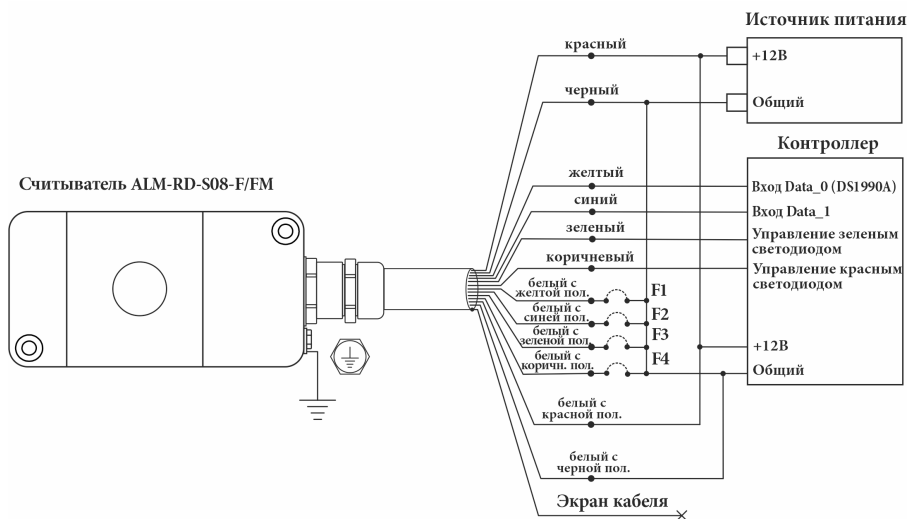 Источник питания
красный
+12В
черный
Общий
Контроллер
Считыватель ALM-RD-S08-F/FM
желтый
Вход Data_0 (DS1990A)
синий
Вход Data_1
зеленый
Управление зеленым
светодиодом
коричневый
Управление красным
светодиодом
белый с
желтой пол.
F1
белый с
синей пол.
F2
белый с
зеленой пол.
F3
белый с
коричн. пол.
F4
+12В
Общий
белый с
красной пол.
белый с
черной пол.
Экран кабеля